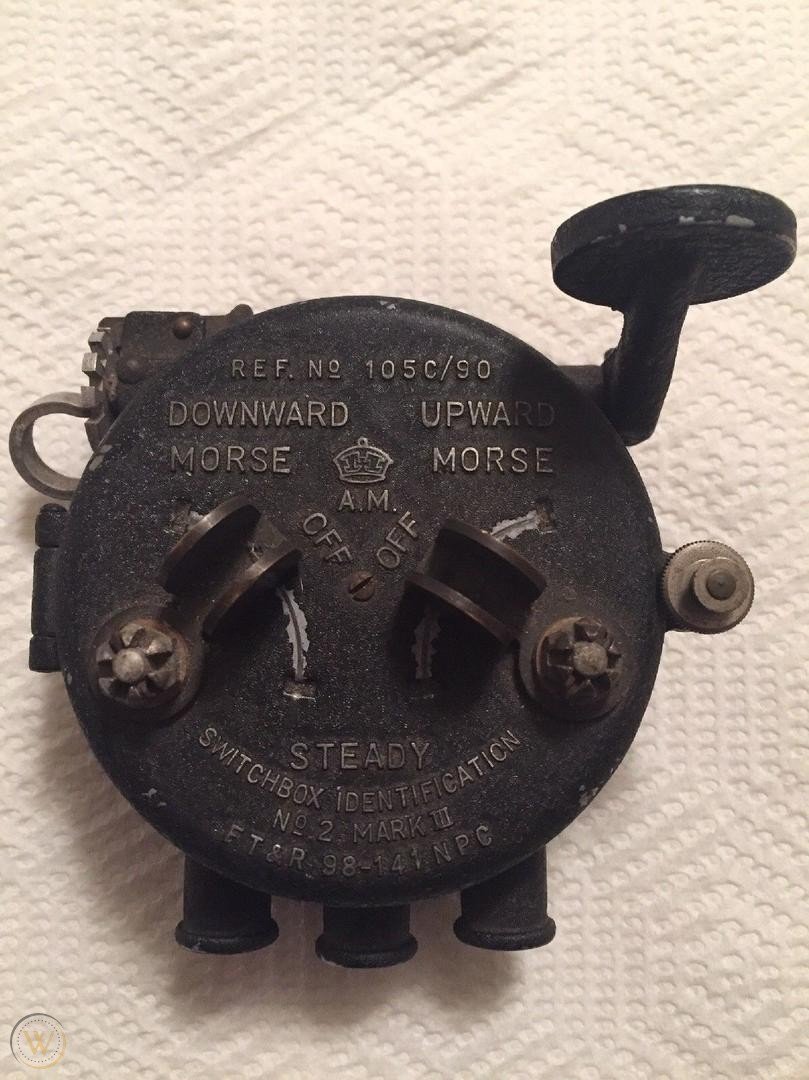 REF. Nº 105C/90
DOWNWARD UPWARD
MORSE MORSE
A.M.
OFF OFF
STEADY
SWITCHBOX IDENTIFICATION
Nº 2 MARK III
F T & R 98-141 NPC
W